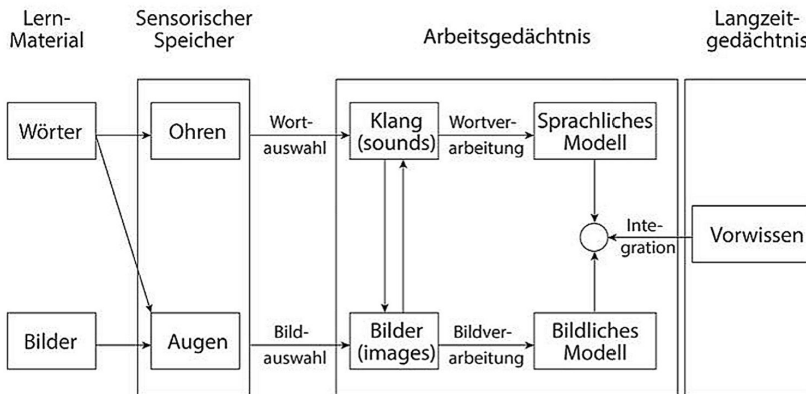 Lern-
Material
Sensorischer
Speicher
Arbeitsgedächtnis
Langzeit-
gedächtnis
Wörter
Ohren
Wort-
auswahl
Klang
(sounds)
Wortver-
arbeitung
Sprachliches
Modell
Inte-
gration
Vorwissen
Bilder
Augen
Bild-
auswahl
Bilder
(images)
Bildver-
arbeitung
Bildliches
Modell